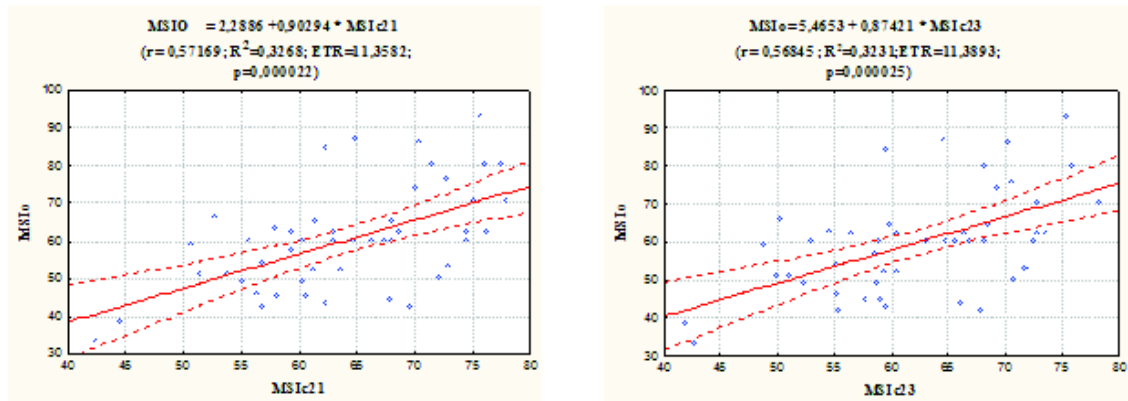 MSIO = 2,2886 +0,90294 * MSIc21
(r= 0,57169; R²=0,3268; ETR=11,3582;
p=0,000022)
100
90
80
70
60
50
40
30
MSIo
40 45 50 55 60 65 70 75 80
MSIc21
MSIo=5,4653 + 0,87421 * MSIc23
(r= 0,56845 ; R²=0,3231;ETR=11,3893;
p=0,000025)
100
90
80
70
60
50
40
30
MSIo
40 45 50 55 60 65 70 75 80
MSIc23